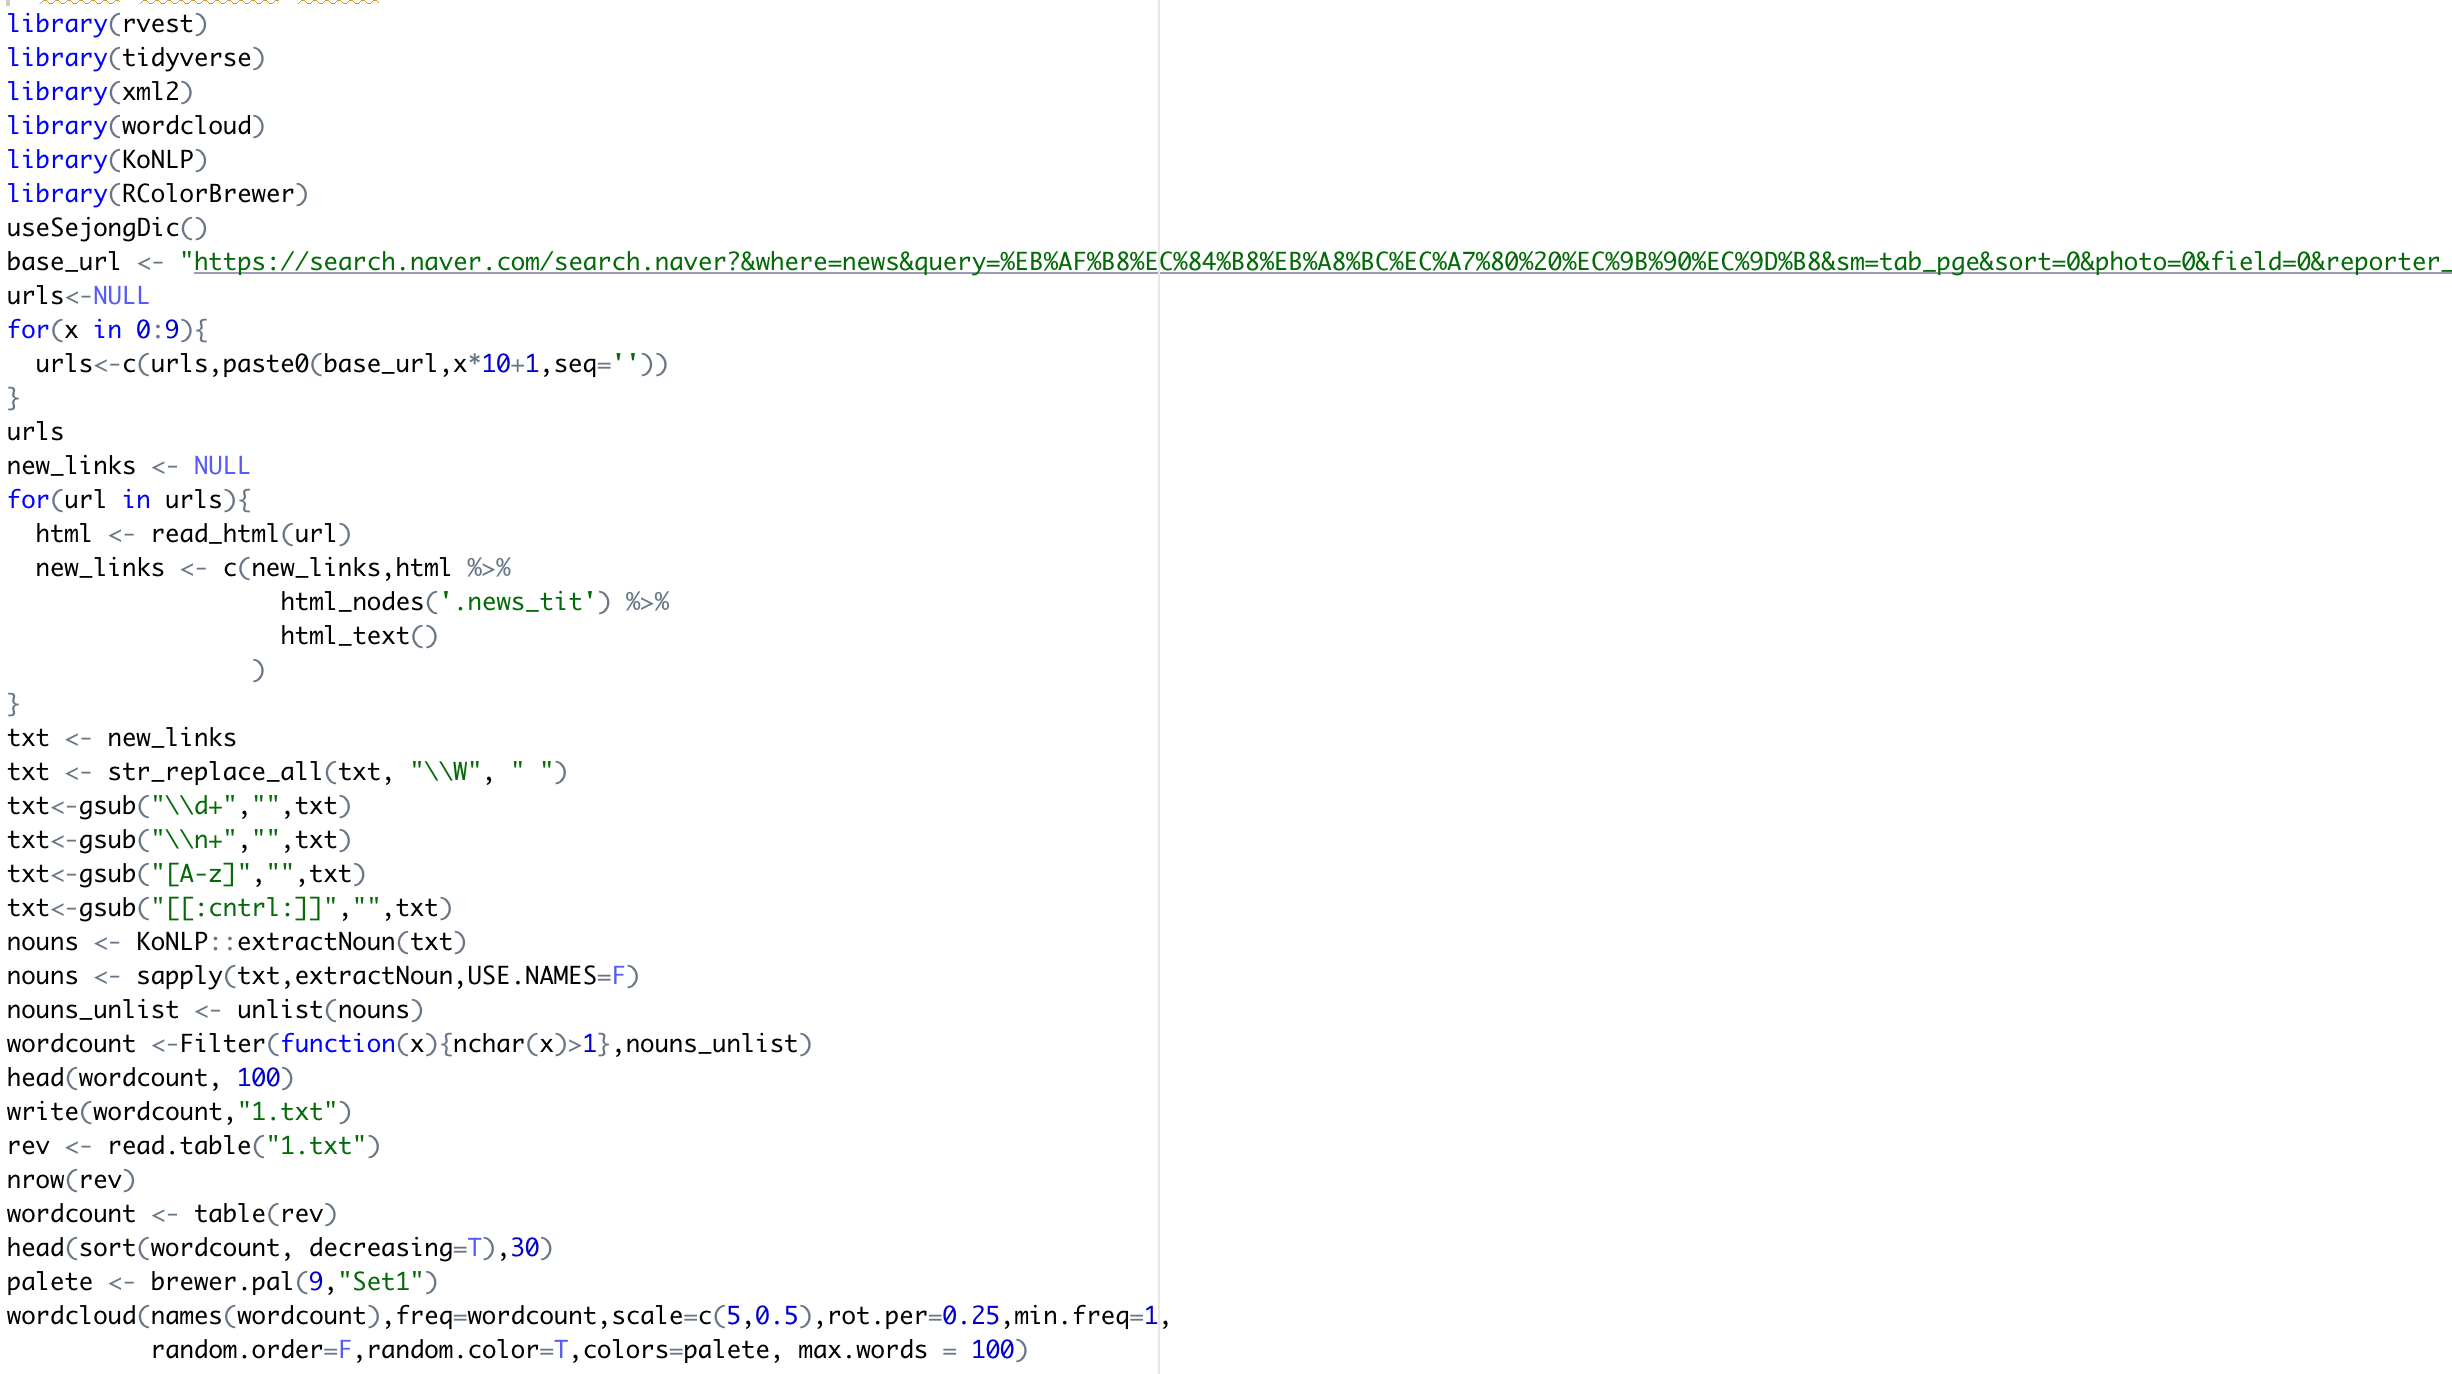 library(rvest)
library(tidyverse)
library(xml2)
library(wordcloud)
library(KoNLP)
library(RColorBrewer)
useSejongDic()
base_url <- "https://search.naver.com/search.naver?&where=news&query=%EB%AF%B8%EC%84%B8%EB%A8%BC%EC%A7%80%20%EC%9B%90%EC%9D%B8&sm=tab_pge&sort=0&photo=0&field=0&reporter_
urls<-NULL
for(x in 0:9){
  urls<-c(urls,paste0(base_url,x*10+1,seq=''))
}
urls
new_links <- NULL
for(url in urls){
  html <- read_html(url)
  new_links <- c(new_links,html %>%
                   html_nodes('.news_tit') %>%
                   html_text()
                 )
}
txt <- new_links
txt <- str_replace_all(txt, "\\W", " ")
txt<-gsub("\\d+","",txt)
txt<-gsub("\\n+","",txt)
txt<-gsub("[A-z]","",txt)
txt<-gsub("[[:cntrl:]]","",txt)
nouns <- KoNLP::extractNoun(txt)
nouns <- sapply(txt,extractNoun,USE.NAMES=F)
nouns_unlist <- unlist(nouns)
wordcount <-Filter(function(x){nchar(x)>1},nouns_unlist)
head(wordcount, 100)
write(wordcount,"1.txt")
rev <- read.table("1.txt")
nrow(rev)
wordcount <- table(rev)
head(sort(wordcount, decreasing=T),30)
palete <- brewer.pal(9,"Set1")
wordcloud(names(wordcount),freq=wordcount,scale=c(5,0.5),rot.per=0.25,min.freq=1,
          random.order=F,random.color=T,colors=palete, max.words = 100)